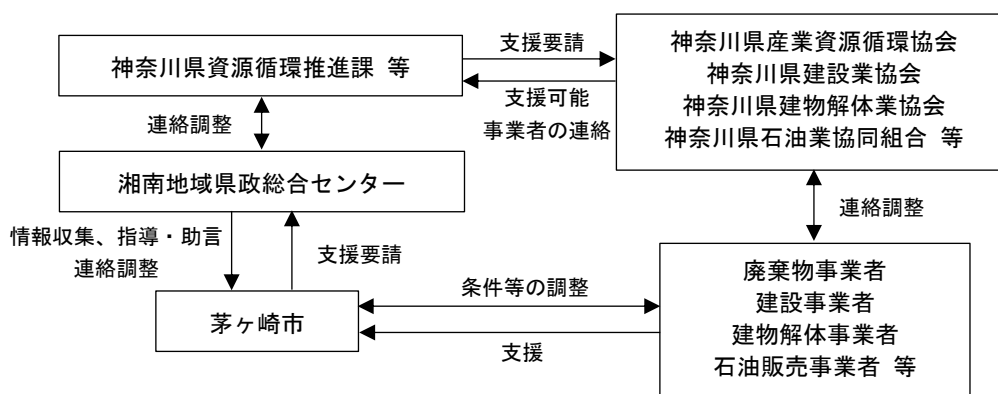 神奈川県資源循環推進課 等
支援要請
支援可能
事業者の連絡
神奈川県産業資源循環協会
神奈川県建設業協会
神奈川県建物解体業協会
神奈川県石油業協同組合 等
連絡調整
湘南地域県政総合センター
連絡調整
情報収集、指導・助言
連絡調整
支援要請
茅ヶ崎市
条件等の調整
支援
廃棄物事業者
建設事業者
建物解体事業者
石油販売事業者 等